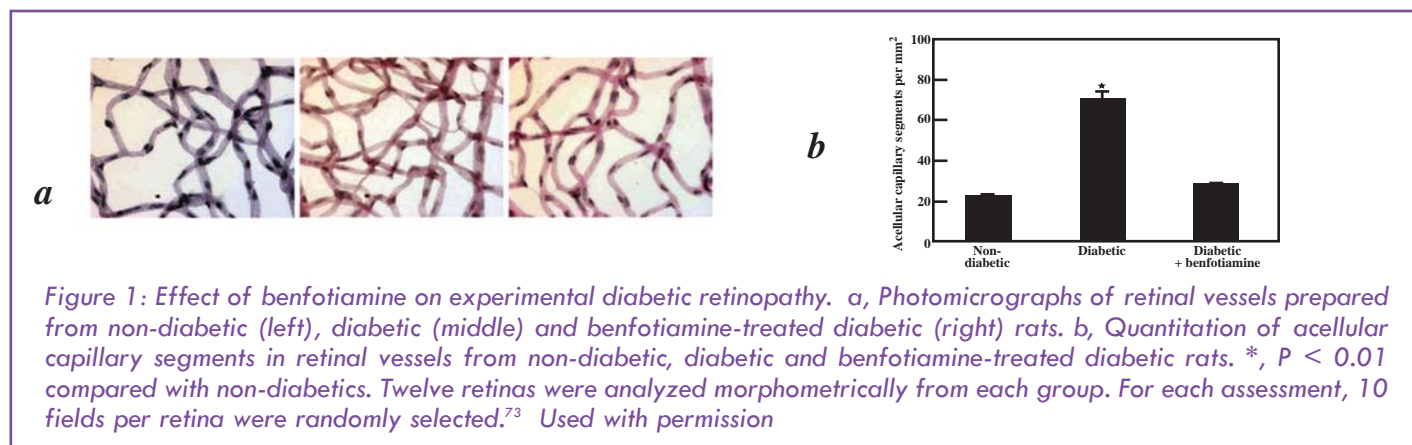 a
b
Acellular capillary segments per mm²
100
80
60
40
20
0
*
Non-
diabetic
Diabetic
Diabetic
+ benfotiamine
Figure 1: Effect of benfotiamine on experimental diabetic retinopathy. a, Photomicrographs of retinal vessels prepared
from non-diabetic (left), diabetic (middle) and benfotiamine-treated diabetic (right) rats. b, Quantitation of acellular
capillary segments in retinal vessels from non-diabetic, diabetic and benfotiamine-treated diabetic rats. *, P < 0.01
compared with non-diabetics. Twelve retinas were analyzed morphometrically from each group. For each assessment, 10
fields per retina were randomly selected.⁷³ Used with permission